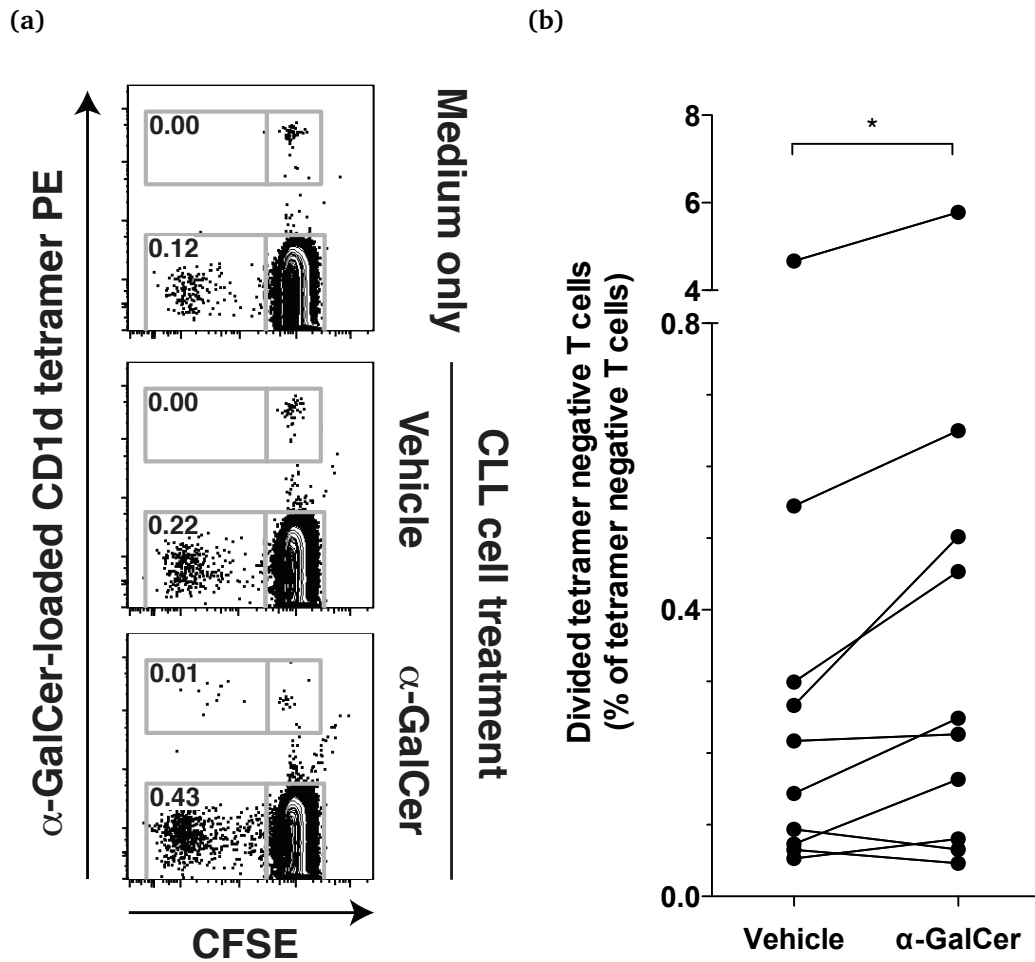 (a)
α-GalCer-loaded CD1d tetramer PE
0.00
0.12
Medium only
0.00
0.22
Vehicle
0.01
0.43
α-GalCer
CLL cell treatment
CFSE
(b)
Divided tetramer negative T cells
(% of tetramer negative T cells)
8
6
4
0.8
0.4
0.0
*
Vehicle
α-GalCer